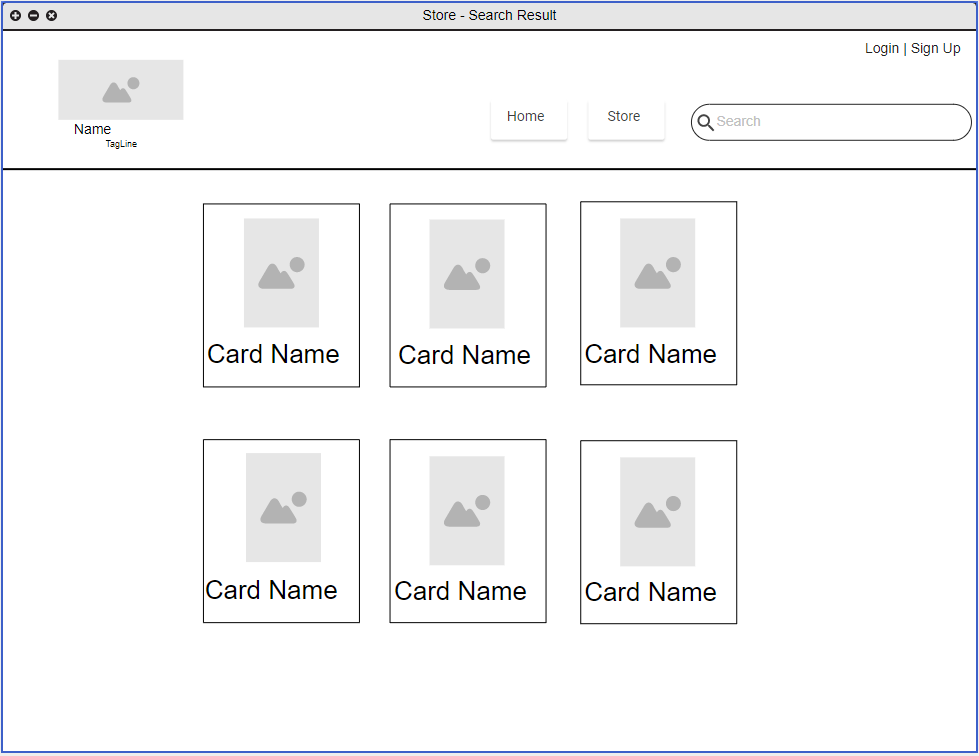 Store - Search Result
Login | Sign Up
Name
TagLine
Home
Store
Search
Card Name
Card Name
Card Name
Card Name
Card Name
Card Name